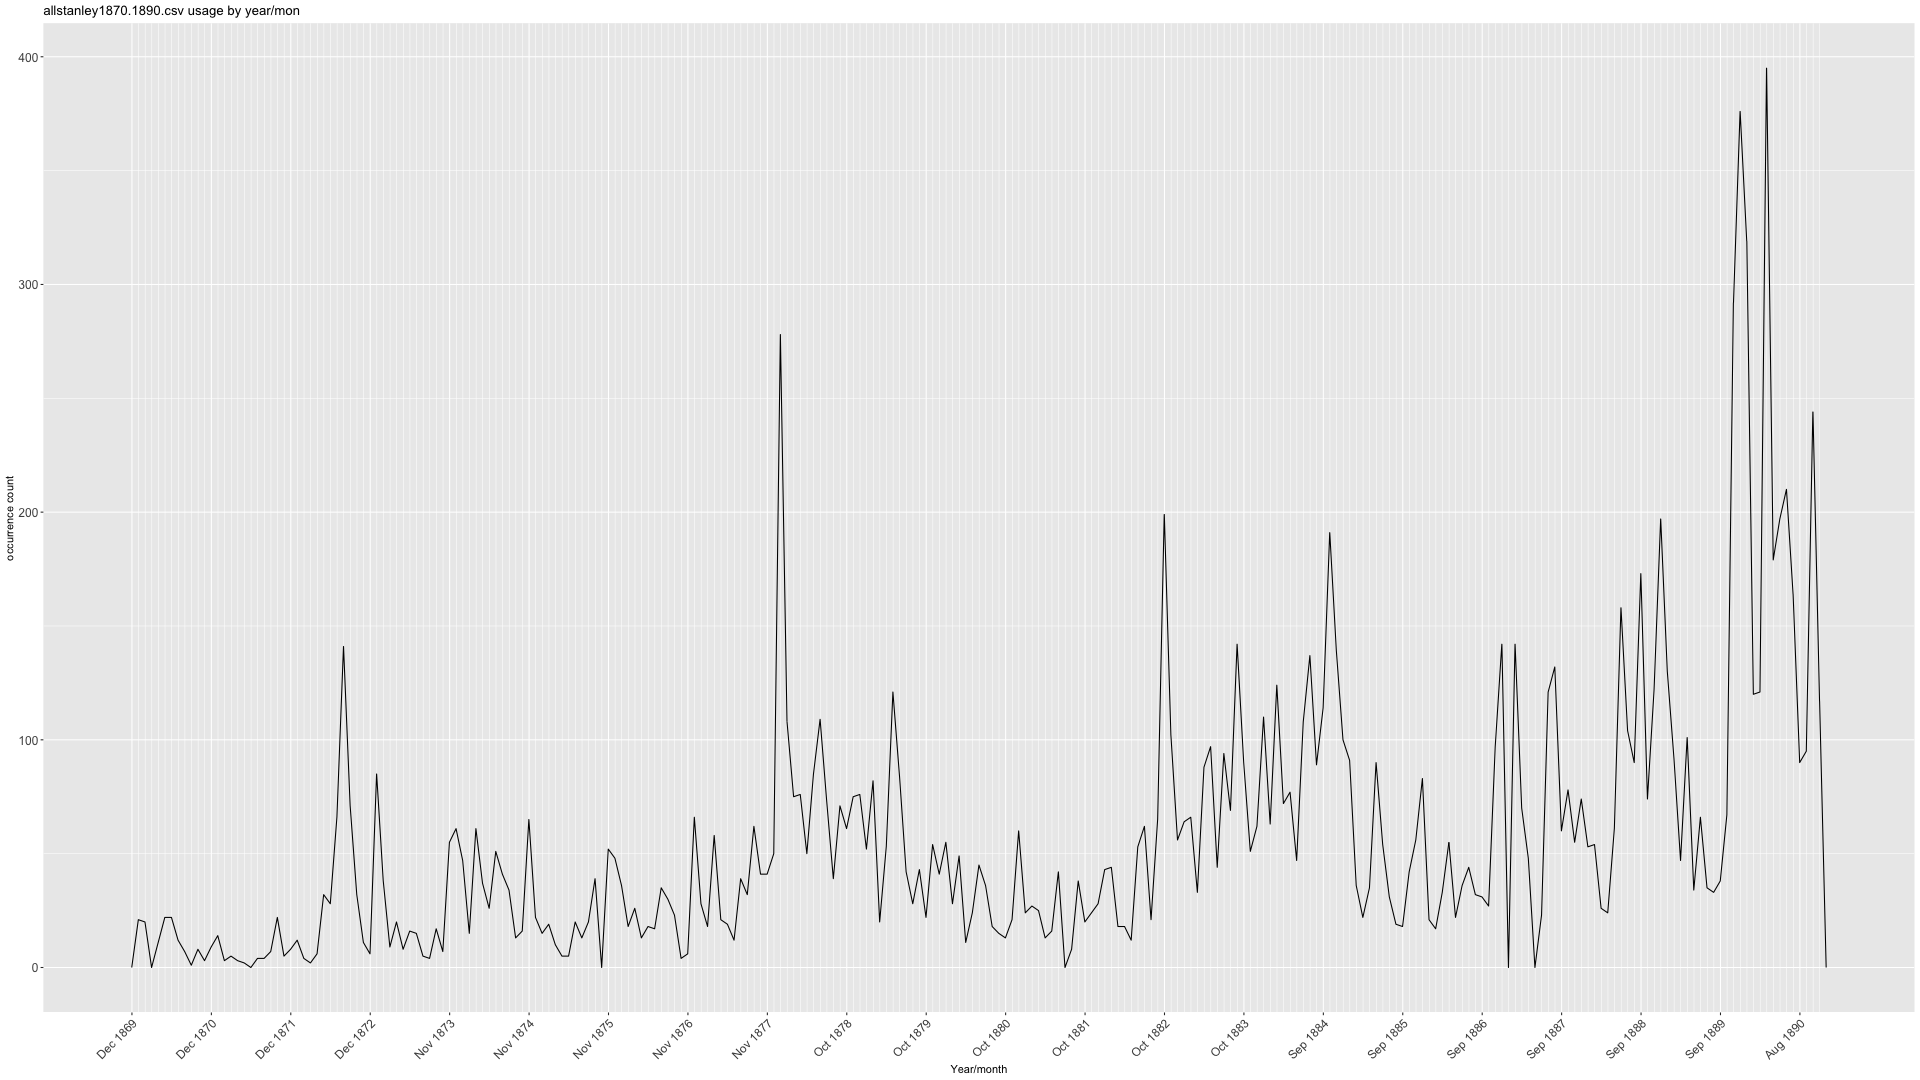 allstanley1870.1890.csv usage by year/mon
400
300
200
100
0
occurrence count
Dec 1869
Dec 1870
Dec 1871
Dec 1872
Nov 1873
Nov 1874
Nov 1875
Nov 1876
Nov 1877
Oct 1878
Oct 1879
Oct 1880
Oct 1881
Oct 1882
Oct 1883
Sep 1884
Sep 1885
Sep 1886
Sep 1887
Sep 1888
Sep 1889
Aug 1890
Year/month